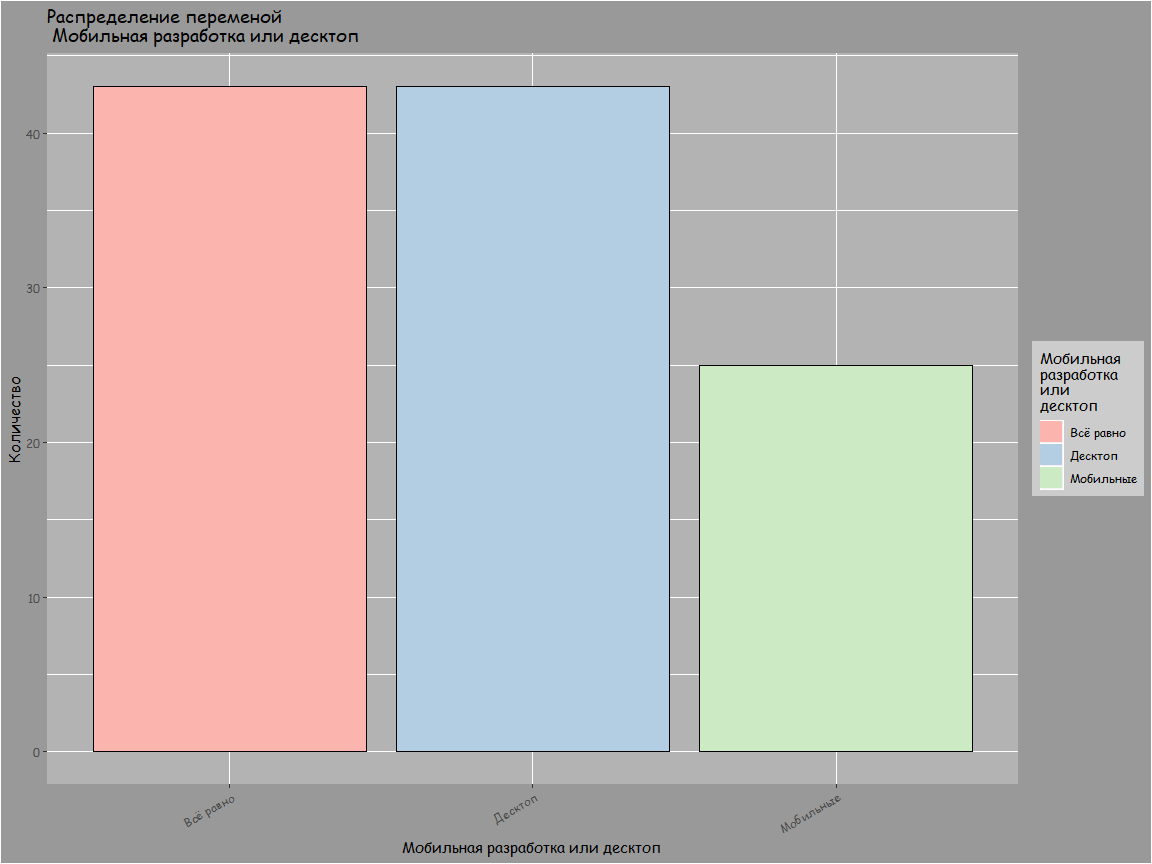 Распределение переменой
Мобильная разработка или десктоп
Количество
40
30
20
10
0
Всё равно
Десктоп
Мобильные
Мобильная разработка или десктоп
Мобильная
разработка
или
десктоп
Всё равно
Десктоп
Мобильные